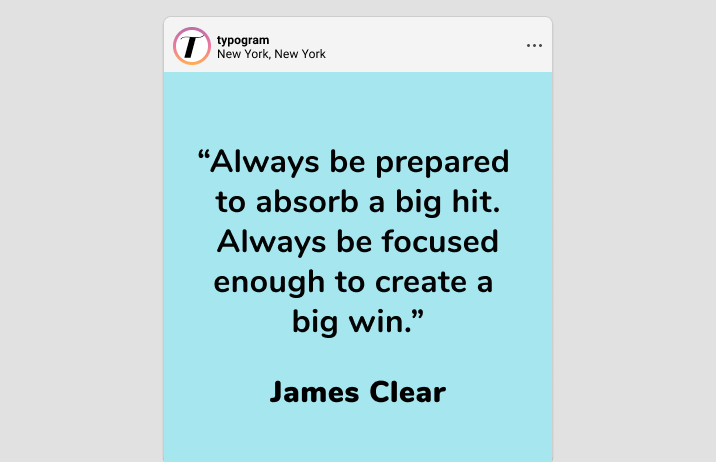 T
typogram
New York, New York
“Always be prepared
to absorb a big hit.
Always be focused
enough to create a
big win.”
James Clear